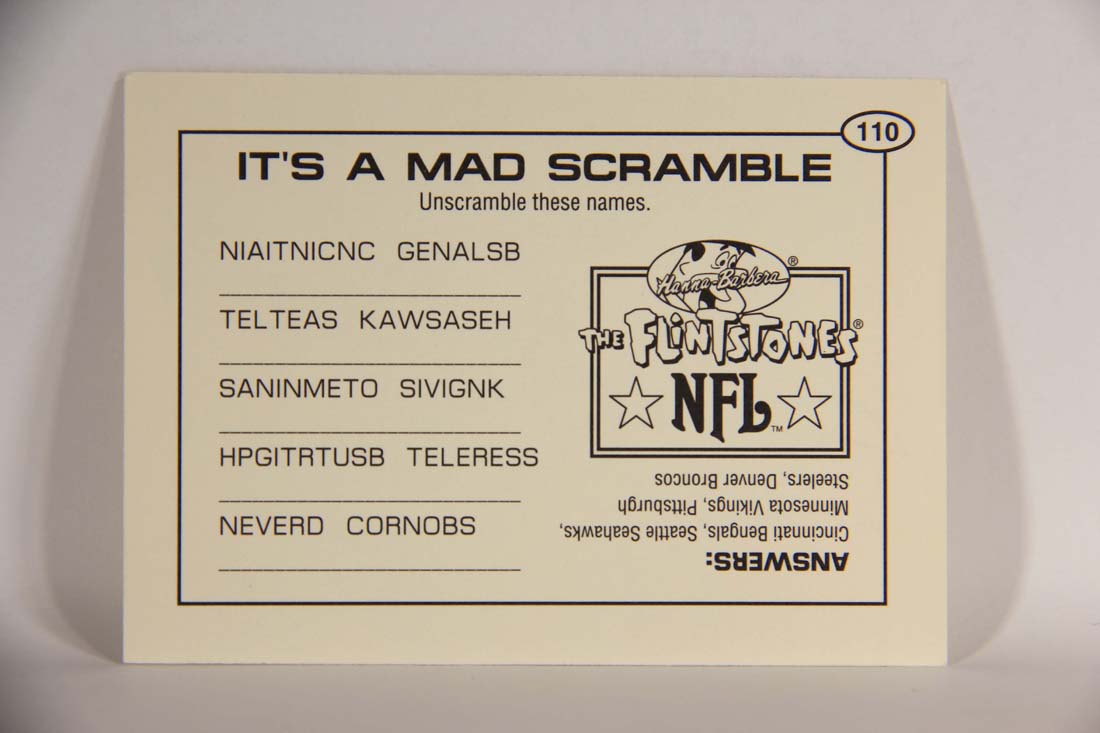 110
IT'S A MAD SCRAMBLE
Unscramble these names.
NIAITNICNC GENALSB
TELTEAS KAWSASEH
SANINMETO SIVIGNK
HPGITRTUSB TELERESS
NEVERD CORNOBS
Hanna-Barbera ®
THE FLINTSTONES ®
NFL ™
ANSWERS:
Cincinnati Bengals, Seattle Seahawks,
Minnesota Vikings, Pittsburgh
Steelers, Denver Broncos